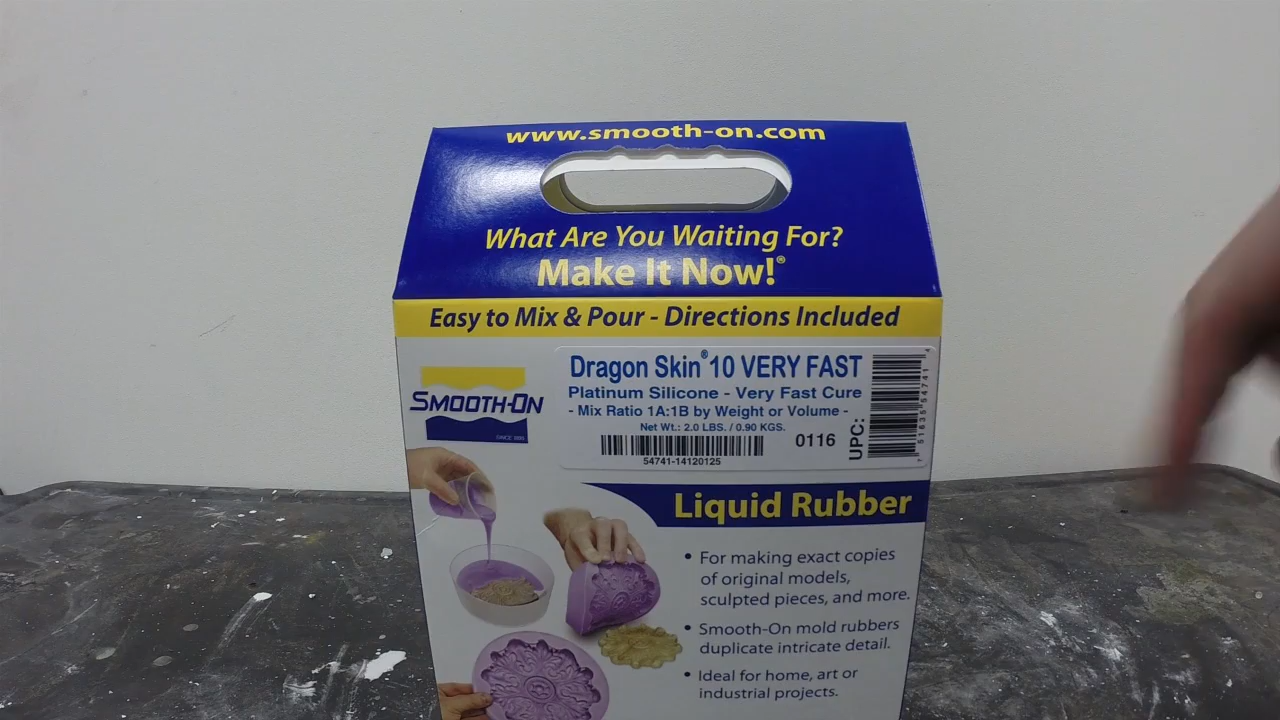 www.smooth-on.com
What Are You Waiting For?
Make It Now!®
Easy to Mix & Pour - Directions Included
SMOOTH-ON
Dragon Skin® 10 VERY FAST
Platinum Silicone - Very Fast Cure
- Mix Ratio 1A:1B by Weight or Volume -
Net Wt.: 2.0 LBS. / 0.90 KGS.
0116
54741-14120125
UPC:
Liquid Rubber
• For making exact copies
of original models,
sculpted pieces, and more.
• Smooth-On mold rubbers
duplicate intricate detail.
• Ideal for home, art or
industrial projects.